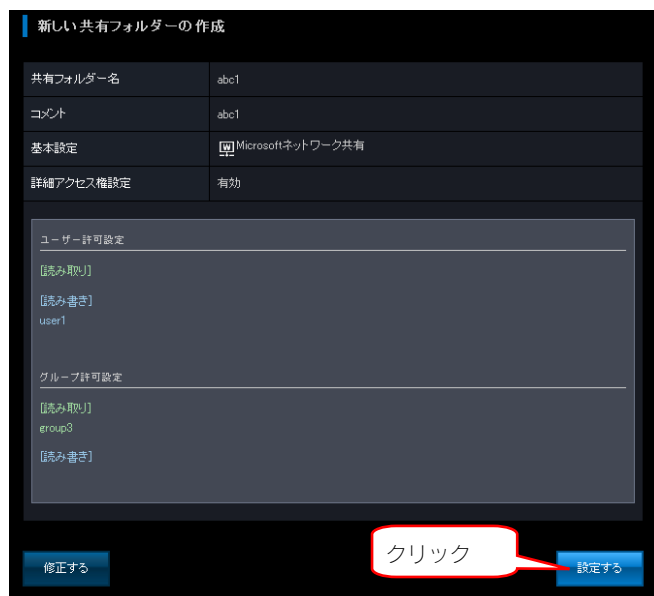 新しい共有フォルダーの作成
共有フォルダー名 abc1
コメント abc1
基本設定 Microsoftネットワーク共有
詳細アクセス権設定 有効
ユーザー許可設定
[読み取り]
[読み書き]
user1
グループ許可設定
[読み取り]
group3
[読み書き]
クリック
修正する 設定する